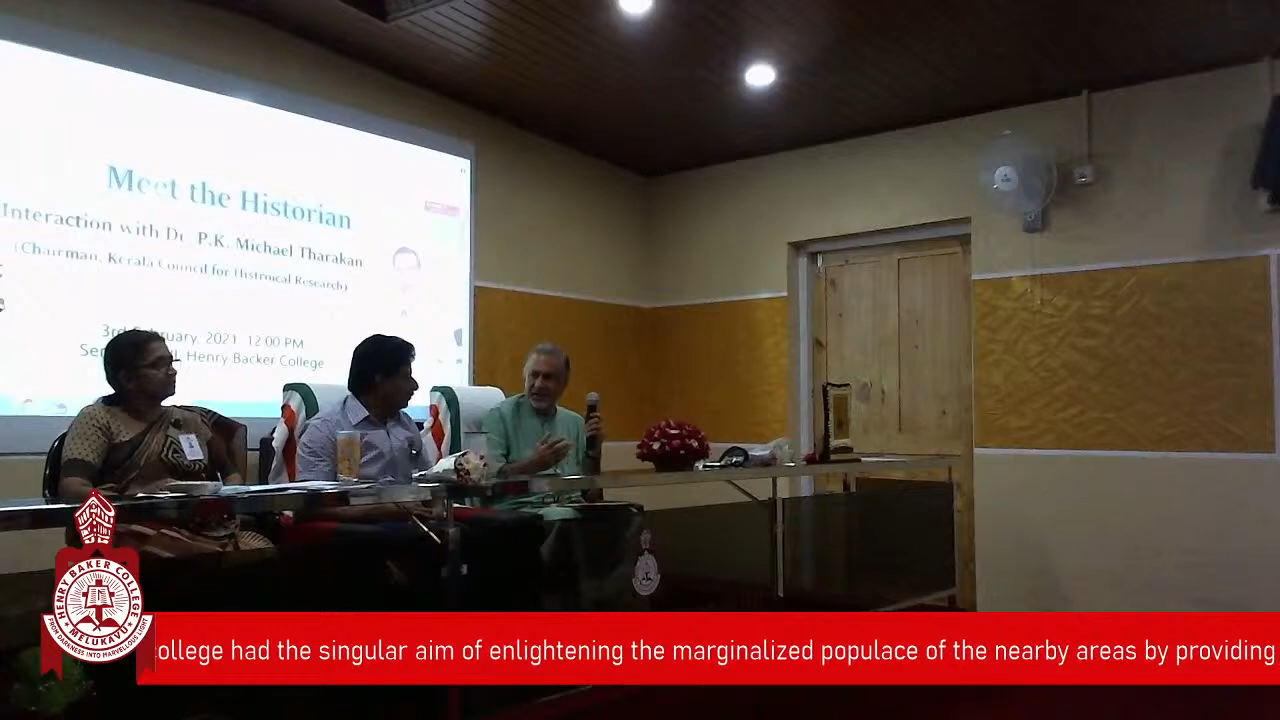 Meet the Historian
Interaction with Dr. P.K. Michael Tharakan
(Chairman, Kerala Council for Histroical Research)
3rd February, 2021 12:00 PM
Henry Backer College
HENRY BAKER COLLEGE
MELUKAVU
FROM DARKNESS INTO MARVELLOUS LIGHT
ollege had the singular aim of enlightening the marginalized populace of the nearby areas by providing